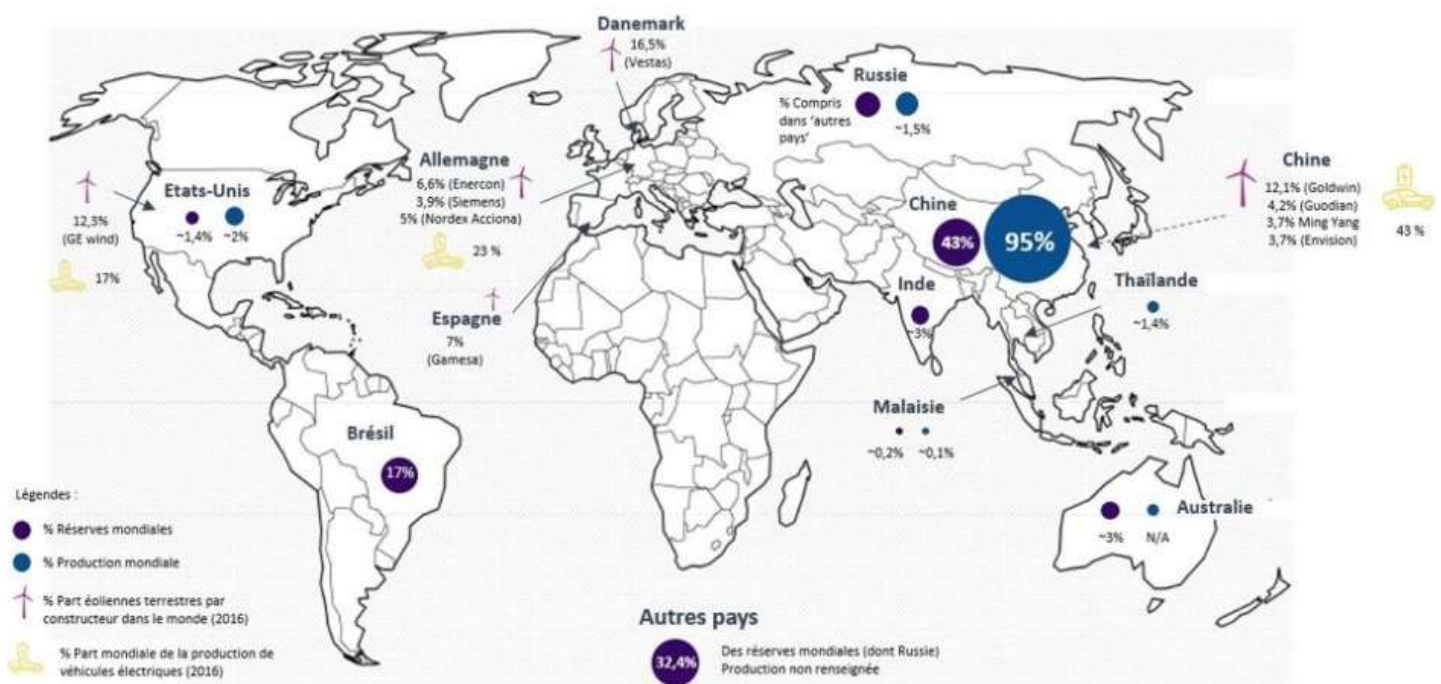 Danemark
16,5%
(Vestas)
Russie
% Compris
dans ‘autres
pays’
~1,5%
Allemagne
6,6% (Enercon)
3,9% (Siemens)
5% (Nordex Acciona)
23 %
Etats-Unis
~1,4% ~2%
12,3%
(GE wind)
17%
Chine
12,1% (Goldwin)
4,2% (Guodian)
3,7% Ming Yang
3,7% (Envision)
43 %
Chine
43%
95%
Inde
~3%
Thaïlande
~1,4%
Espagne
7%
(Gamesa)
Malaisie
~0,2% ~0,1%
Brésil
17%
Australie
~3% N/A
Légendes :
% Réserves mondiales
% Production mondiale
% Part éoliennes terrestres par
constructeur dans le monde (2016)
% Part mondiale de la production de
véhicules électriques (2016)
Autres pays
32,4%
Des réserves mondiales (dont Russie)
Production non renseignée